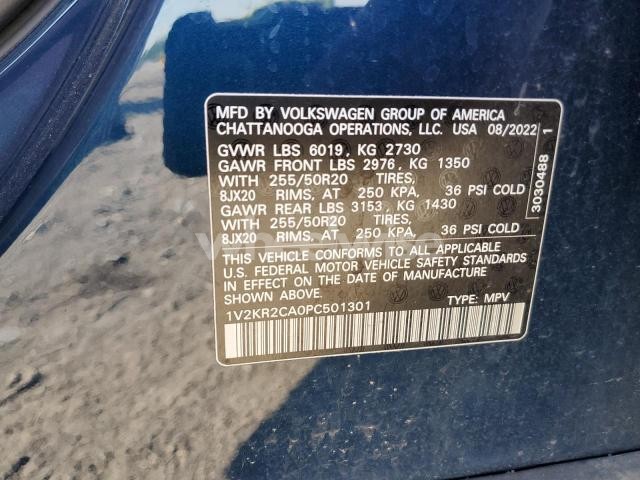 MFD BY VOLKSWAGEN GROUP OF AMERICA
CHATTANOOGA OPERATIONS, LLC. USA 08/2022
GVWR LBS 6019, KG 2730
GAWR FRONT LBS 2976, KG 1350
WITH 255/50R20 TIRES,
8JX20 RIMS, AT 250 KPA, 36 PSI COLD
GAWR REAR LBS 3153, KG 1430
WITH 255/50R20 TIRES,
8JX20 RIMS, AT 250 KPA, 36 PSI COLD
THIS VEHICLE CONFORMS TO ALL APPLICABLE
U.S. FEDERAL MOTOR VEHICLE SAFETY STANDARDS
IN EFFECT ON THE DATE OF MANUFACTURE
SHOWN ABOVE.
1V2KR2CA0PC501301 TYPE: MPV
3030488 1